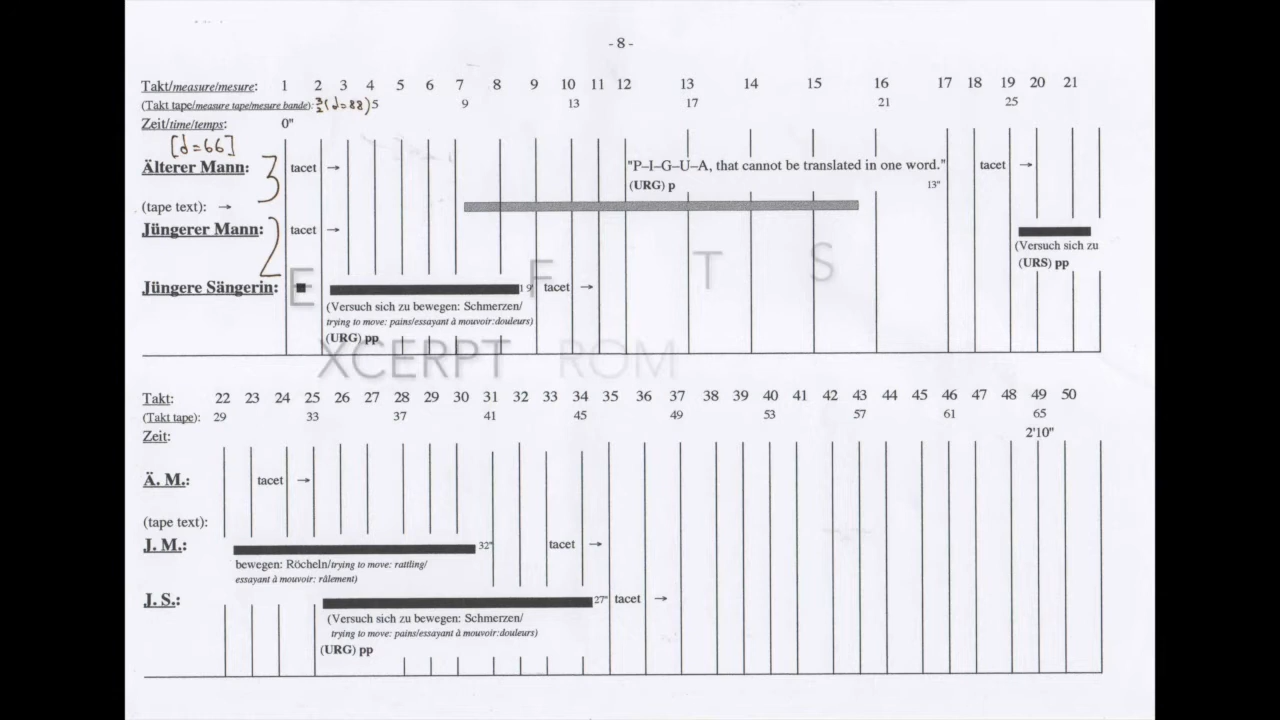 - 8 -
Takt/measure/mesure: 1 2 3 4 5 6 7 8 9 10 11 12 13 14 15 16 17 18 19 20 21
(Takt tape/measure tape/mesure bande): 3/2 (d=88) 5 9 13 17 21 25
Zeit/time/temps: 0"
[d=66]
Älterer Mann: 3 tacet → "P–I–G–U–A, that cannot be translated in one word." tacet →
(URG) p 13"
(tape text): →
Jüngerer Mann: 2 tacet →
(Versuch sich zu
(URS) pp
Jüngere Sängerin: 19" tacet →
E F T S
(Versuch sich zu bewegen: Schmerzen/
trying to move: pains/essayant à mouvoir:douleurs)
(URG) pp
XCERPT ROM
Takt: 22 23 24 25 26 27 28 29 30 31 32 33 34 35 36 37 38 39 40 41 42 43 44 45 46 47 48 49 50
(Takt tape): 29 33 37 41 45 49 53 57 61 65
Zeit: 2'10"
Ä. M.: tacet →
(tape text):
J. M.: 32" tacet →
bewegen: Röcheln/trying to move: rattling/
essayant à mouvoir: râlement)
J. S.: 27" tacet →
(Versuch sich zu bewegen: Schmerzen/
trying to move: pains/essayant à mouvoir:douleurs)
(URG) pp